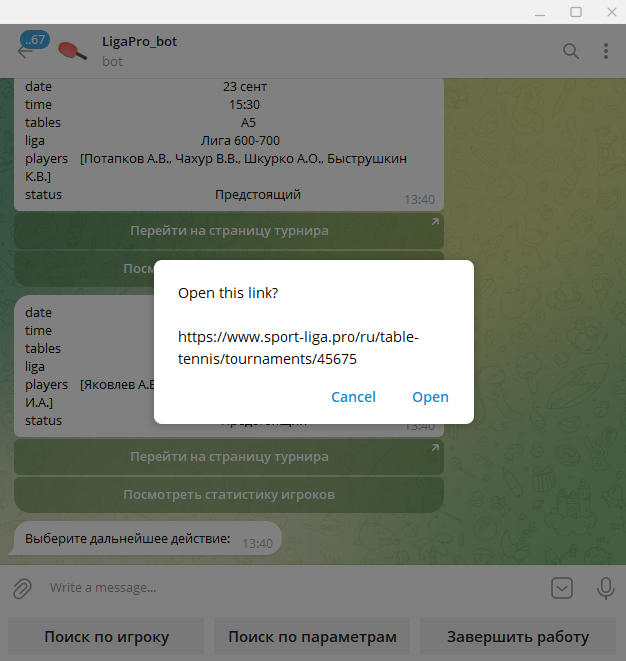 ..67
LigaPro_bot
bot
date 23 сент
time 15:30
tables A5
liga Лига 600-700
players [Потапков А.В., Чахур В.В., Шкурко А.О., Быструшкин
К.В.]
status Предстоящий 13:40
Перейти на страницу турнира
date
time
tables
liga
players [Яковлев А.В
И.А.]
status Предстоящий 13:40
Open this link?
https://www.sport-liga.pro/ru/table-
tennis/tournaments/45675
Cancel Open
Перейти на страницу турнира
Посмотреть статистику игроков
Выберите дальнейшее действие: 13:40
Write a message...
Поиск по игроку Поиск по параметрам Завершить работу